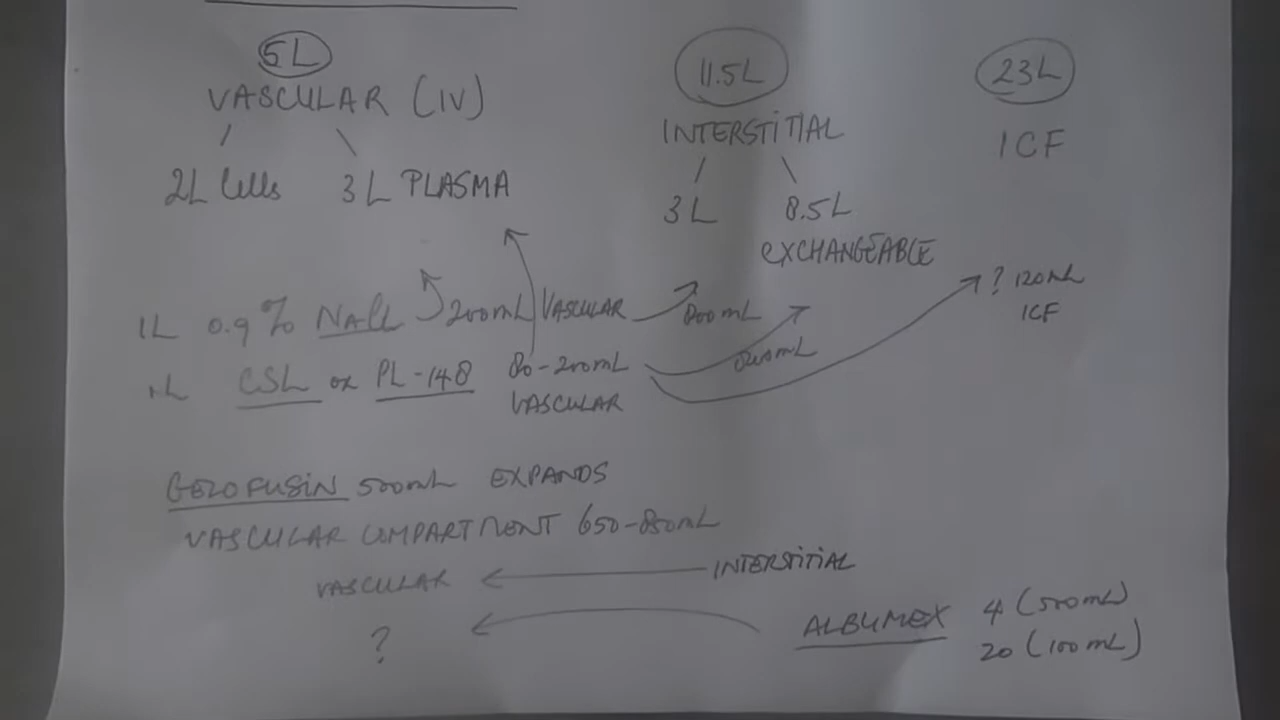 5L 11.5L 23L
VASCULAR (IV) INTERSTITIAL ICF
2L Cells 3L PLASMA 3L 8.5L
EXCHANGEABLE
1L 0.9% NaCl 200mL VASCULAR 800mL ? 120mL
ICF
1L CSL or PL-148 80-200mL
VASCULAR
GELOFUSIN 500mL EXPANDS
VASCULAR COMPARTMENT 650-850mL
VASCULAR INTERSTITIAL
? ALBUMEX 4 (500mL)
20 (100mL)